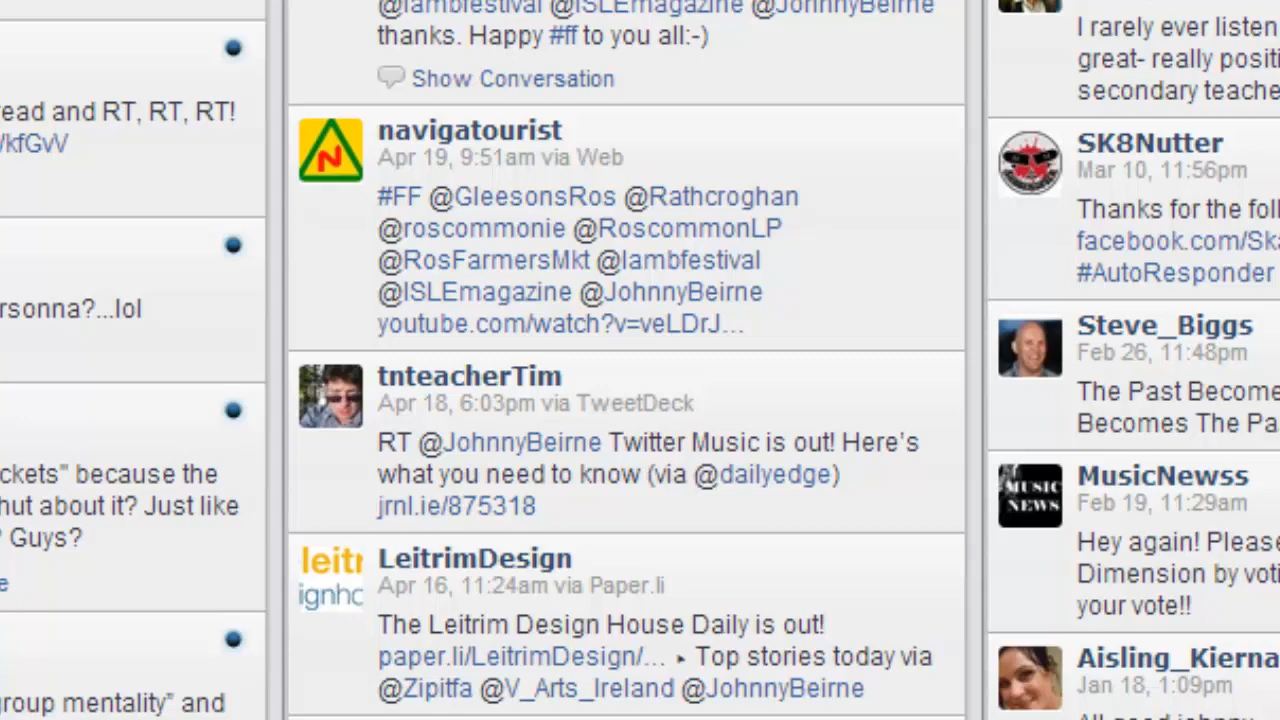 read and RT, RT, RT!
/kfGvV
rsonna?...lol
ckets" because the
hut about it? Just like
? Guys?
e
group mentality" and
@lambfestival @ISLEmagazine @JohnnyBeirne
thanks. Happy #ff to you all:-)
Show Conversation
navigatourist
Apr 19, 9:51am via Web
#FF @GleesonsRos @Rathcroghan
@roscommonie @RoscommonLP
@RosFarmersMkt @lambfestival
@ISLEmagazine @JohnnyBeirne
youtube.com/watch?v=veLDrJ...
tnteacherTim
Apr 18, 6:03pm via TweetDeck
RT @JohnnyBeirne Twitter Music is out! Here's
what you need to know (via @dailyedge)
jrnl.ie/875318
leitr
ignho
LeitrimDesign
Apr 16, 11:24am via Paper.li
The Leitrim Design House Daily is out!
paper.li/LeitrimDesign/... ▸ Top stories today via
@Zipitfa @V_Arts_Ireland @JohnnyBeirne
I rarely ever listen
great- really positi
secondary teache
SK8Nutter
Mar 10, 11:56pm
Thanks for the foll
facebook.com/Ska
#AutoResponder
Steve_Biggs
Feb 26, 11:48pm
The Past Become
Becomes The Pa
MUSIC
NEWS
MusicNewss
Feb 19, 11:29am
Hey again! Please
Dimension by voti
your vote!!
Aisling_Kierna
Jan 18, 1:09pm